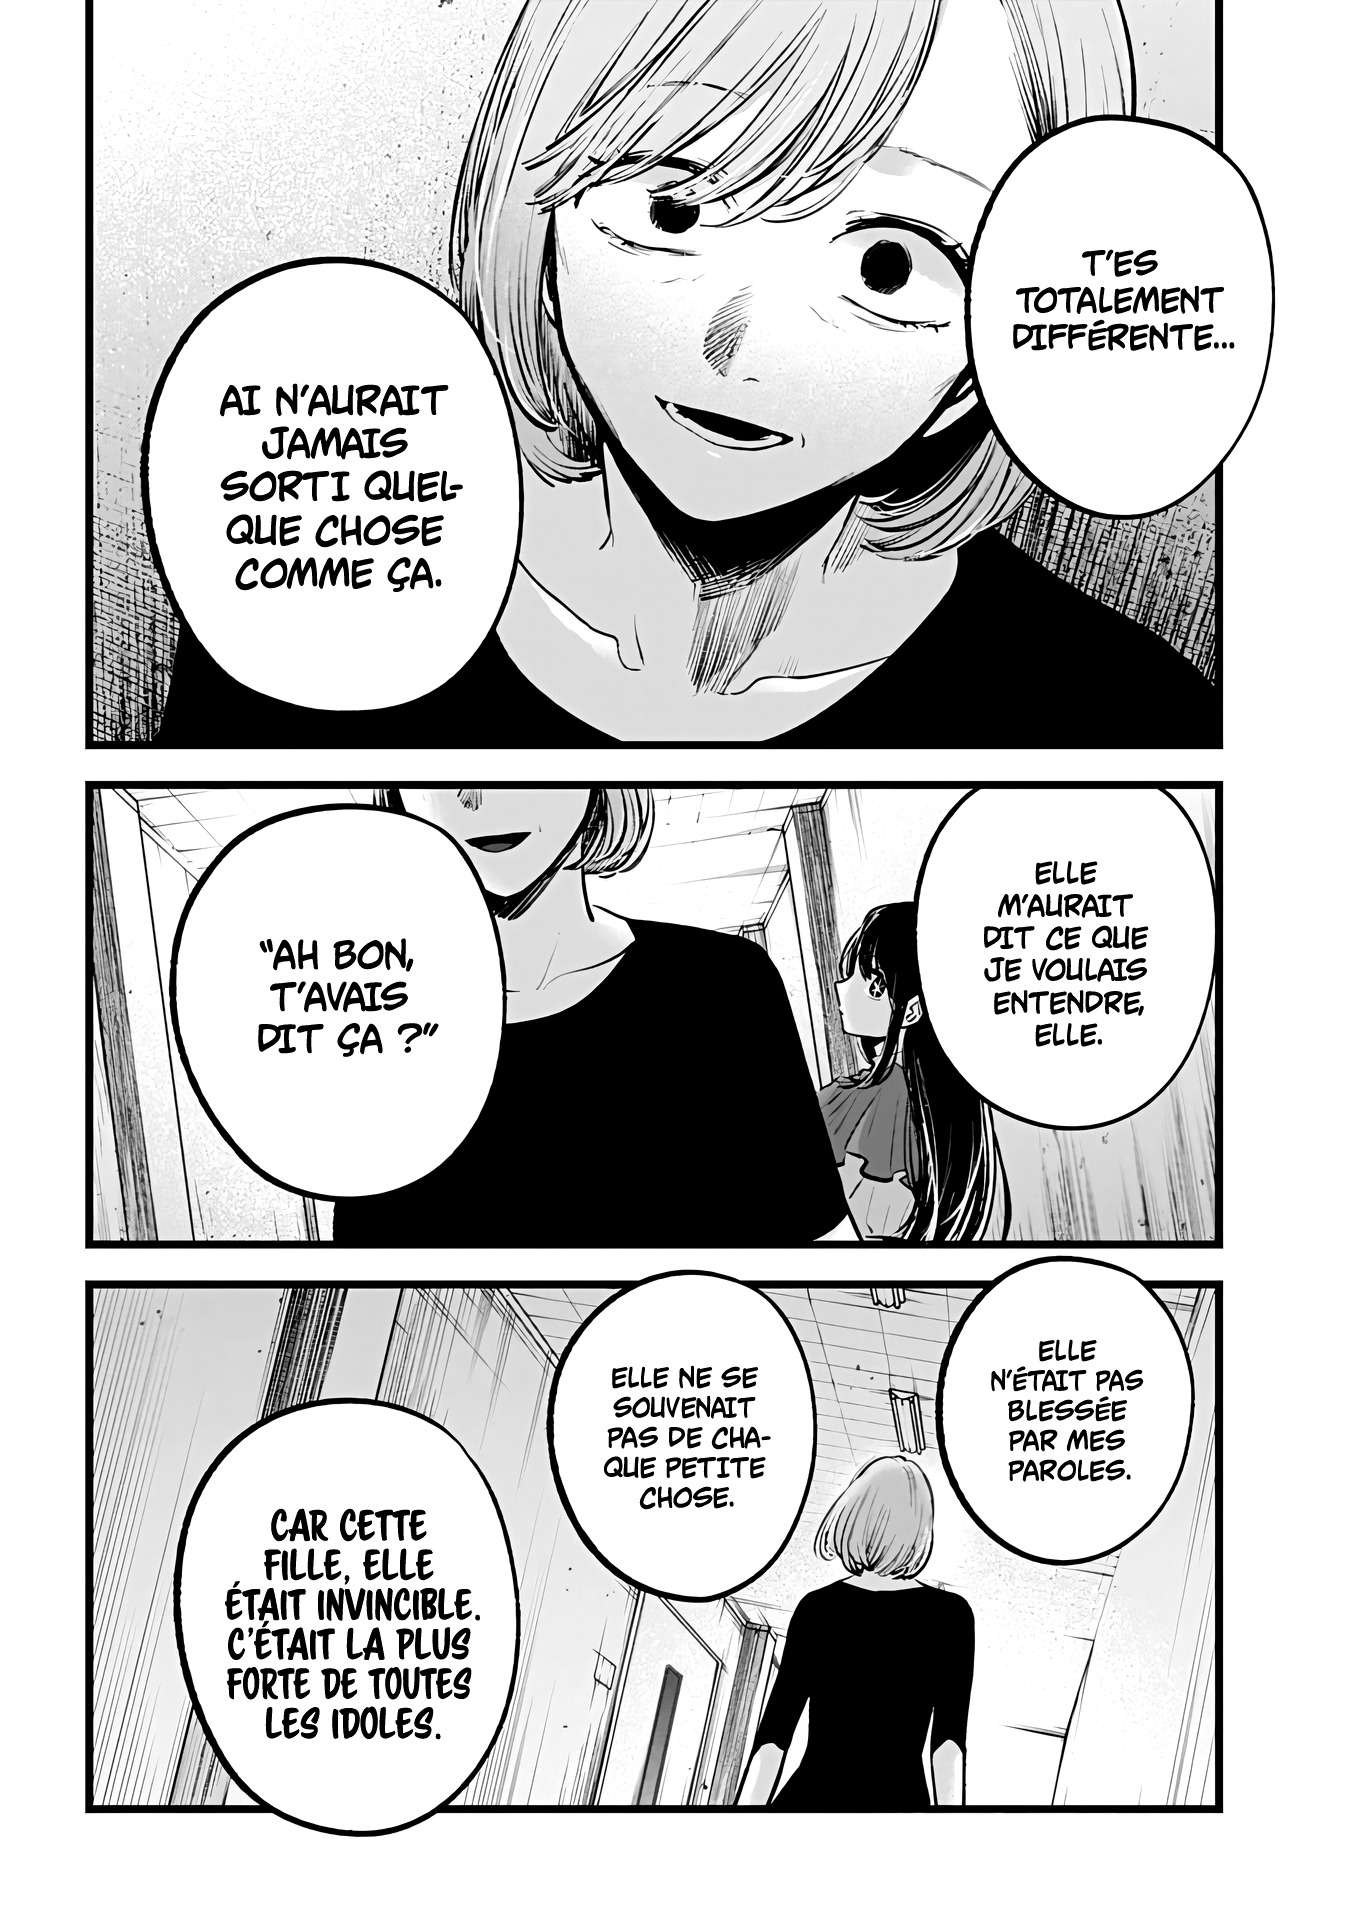 T'ES
TOTALEMENT
DIFFÉRENTE...
AI N'AURAIT
JAMAIS
SORTI QUEL-
QUE CHOSE
COMME ÇA.
ELLE
M'AURAIT
DIT CE QUE
JE VOULAIS
ENTENDRE,
ELLE.
"AH BON,
T'AVAIS
DIT ÇA ?"
ELLE
N'ÉTAIT PAS
BLESSÉE
PAR MES
PAROLES.
ELLE NE SE
SOUVENAIT
PAS DE CHA-
QUE PETITE
CHOSE.
CAR CETTE
FILLE, ELLE
ÉTAIT INVINCIBLE.
C'ÉTAIT LA PLUS
FORTE DE TOUTES
LES IDOLES.